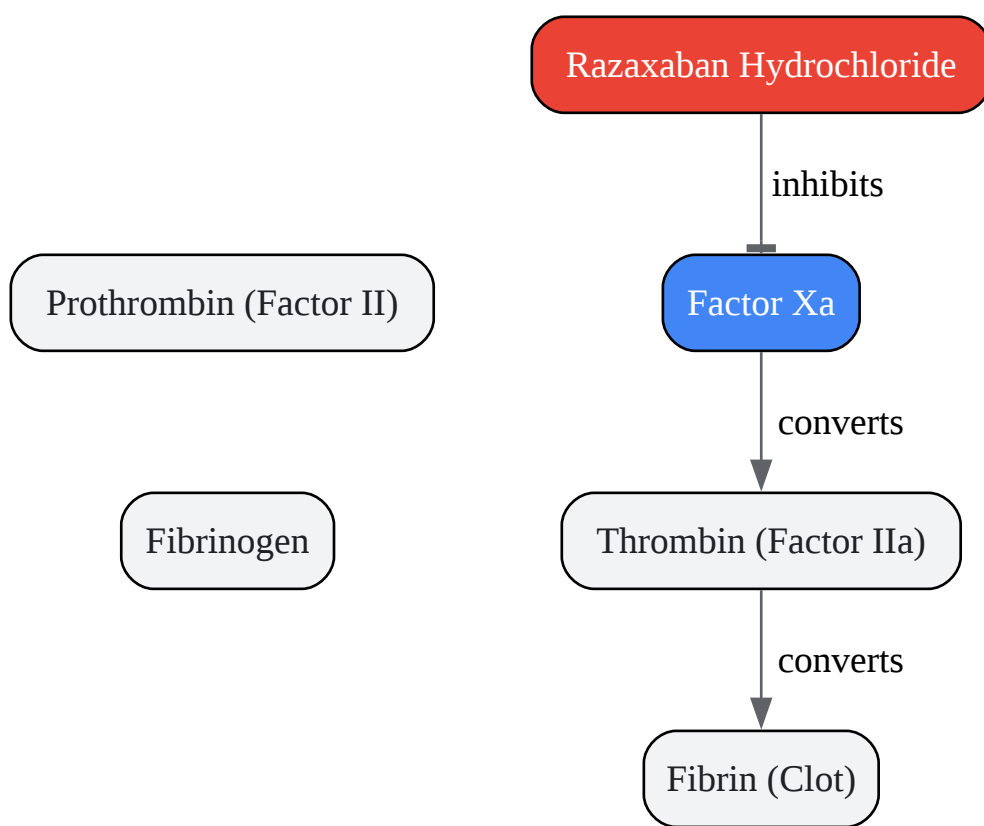 Razaxaban Hydrochloride
inhibits
Prothrombin (Factor II)
Factor Xa
converts
Fibrinogen
Thrombin (Factor IIa)
converts
Fibrin (Clot)